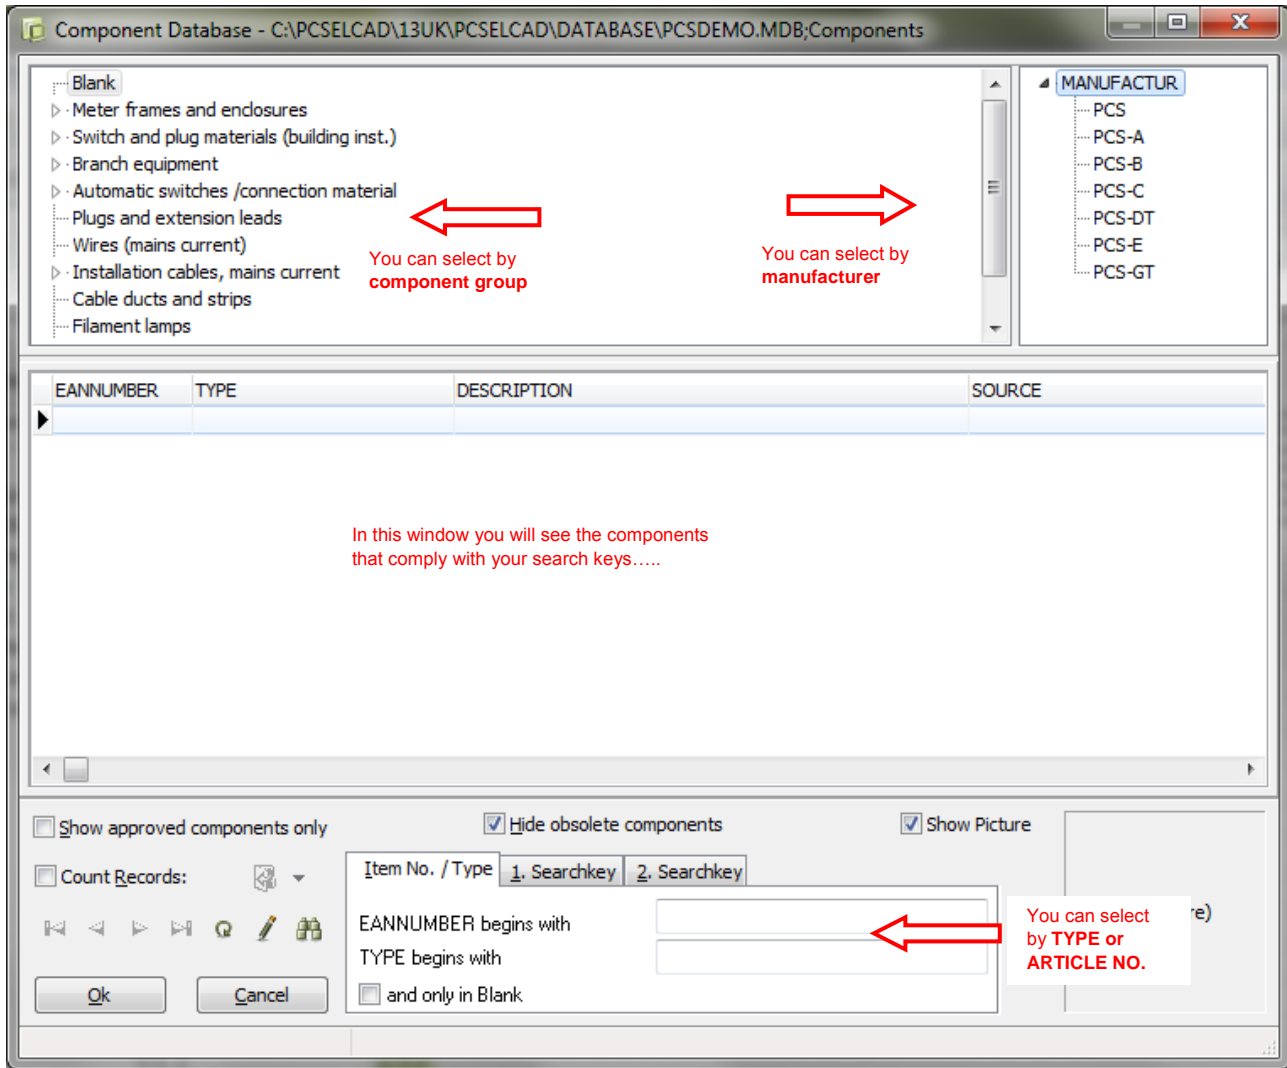 Component Database - C:\PCSELCAD\13UK\PCSELCAD\DATABASE\PCSDEMO.MDB;Components
Blank
Meter frames and enclosures
Switch and plug materials (building inst.)
Branch equipment
Automatic switches /connection material
Plugs and extension leads
Wires (mains current)
Installation cables, mains current
Cable ducts and strips
Filament lamps
You can select by
component group
You can select by
manufacturer
MANUFACTUR
PCS
PCS-A
PCS-B
PCS-C
PCS-DT
PCS-E
PCS-GT
EANNUMBER TYPE DESCRIPTION SOURCE
In this window you will see the components
that comply with your search keys…..
Show approved components only
Hide obsolete components
Show Picture
Count Records:
Item No. / Type 1. Searchkey 2. Searchkey
EANNUMBER begins with
TYPE begins with
and only in Blank
You can select
by TYPE or
ARTICLE NO.
re)
Ok Cancel